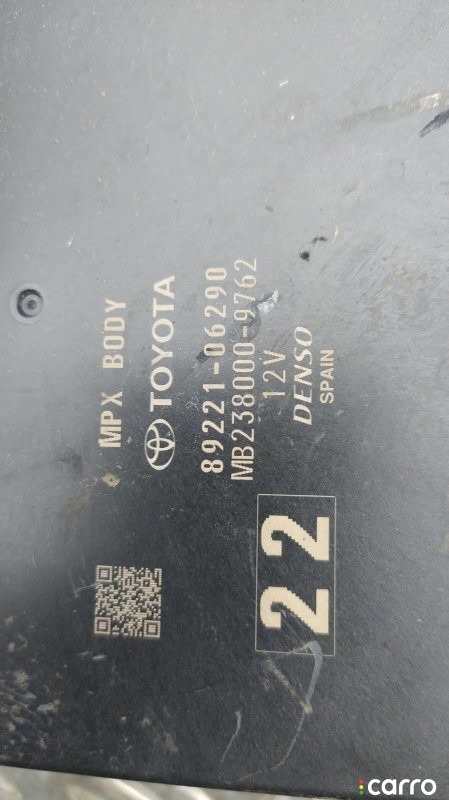 MPX BODY
TOYOTA
89221-06290
MB238000-9762
12V
DENSO
SPAIN
22
carro